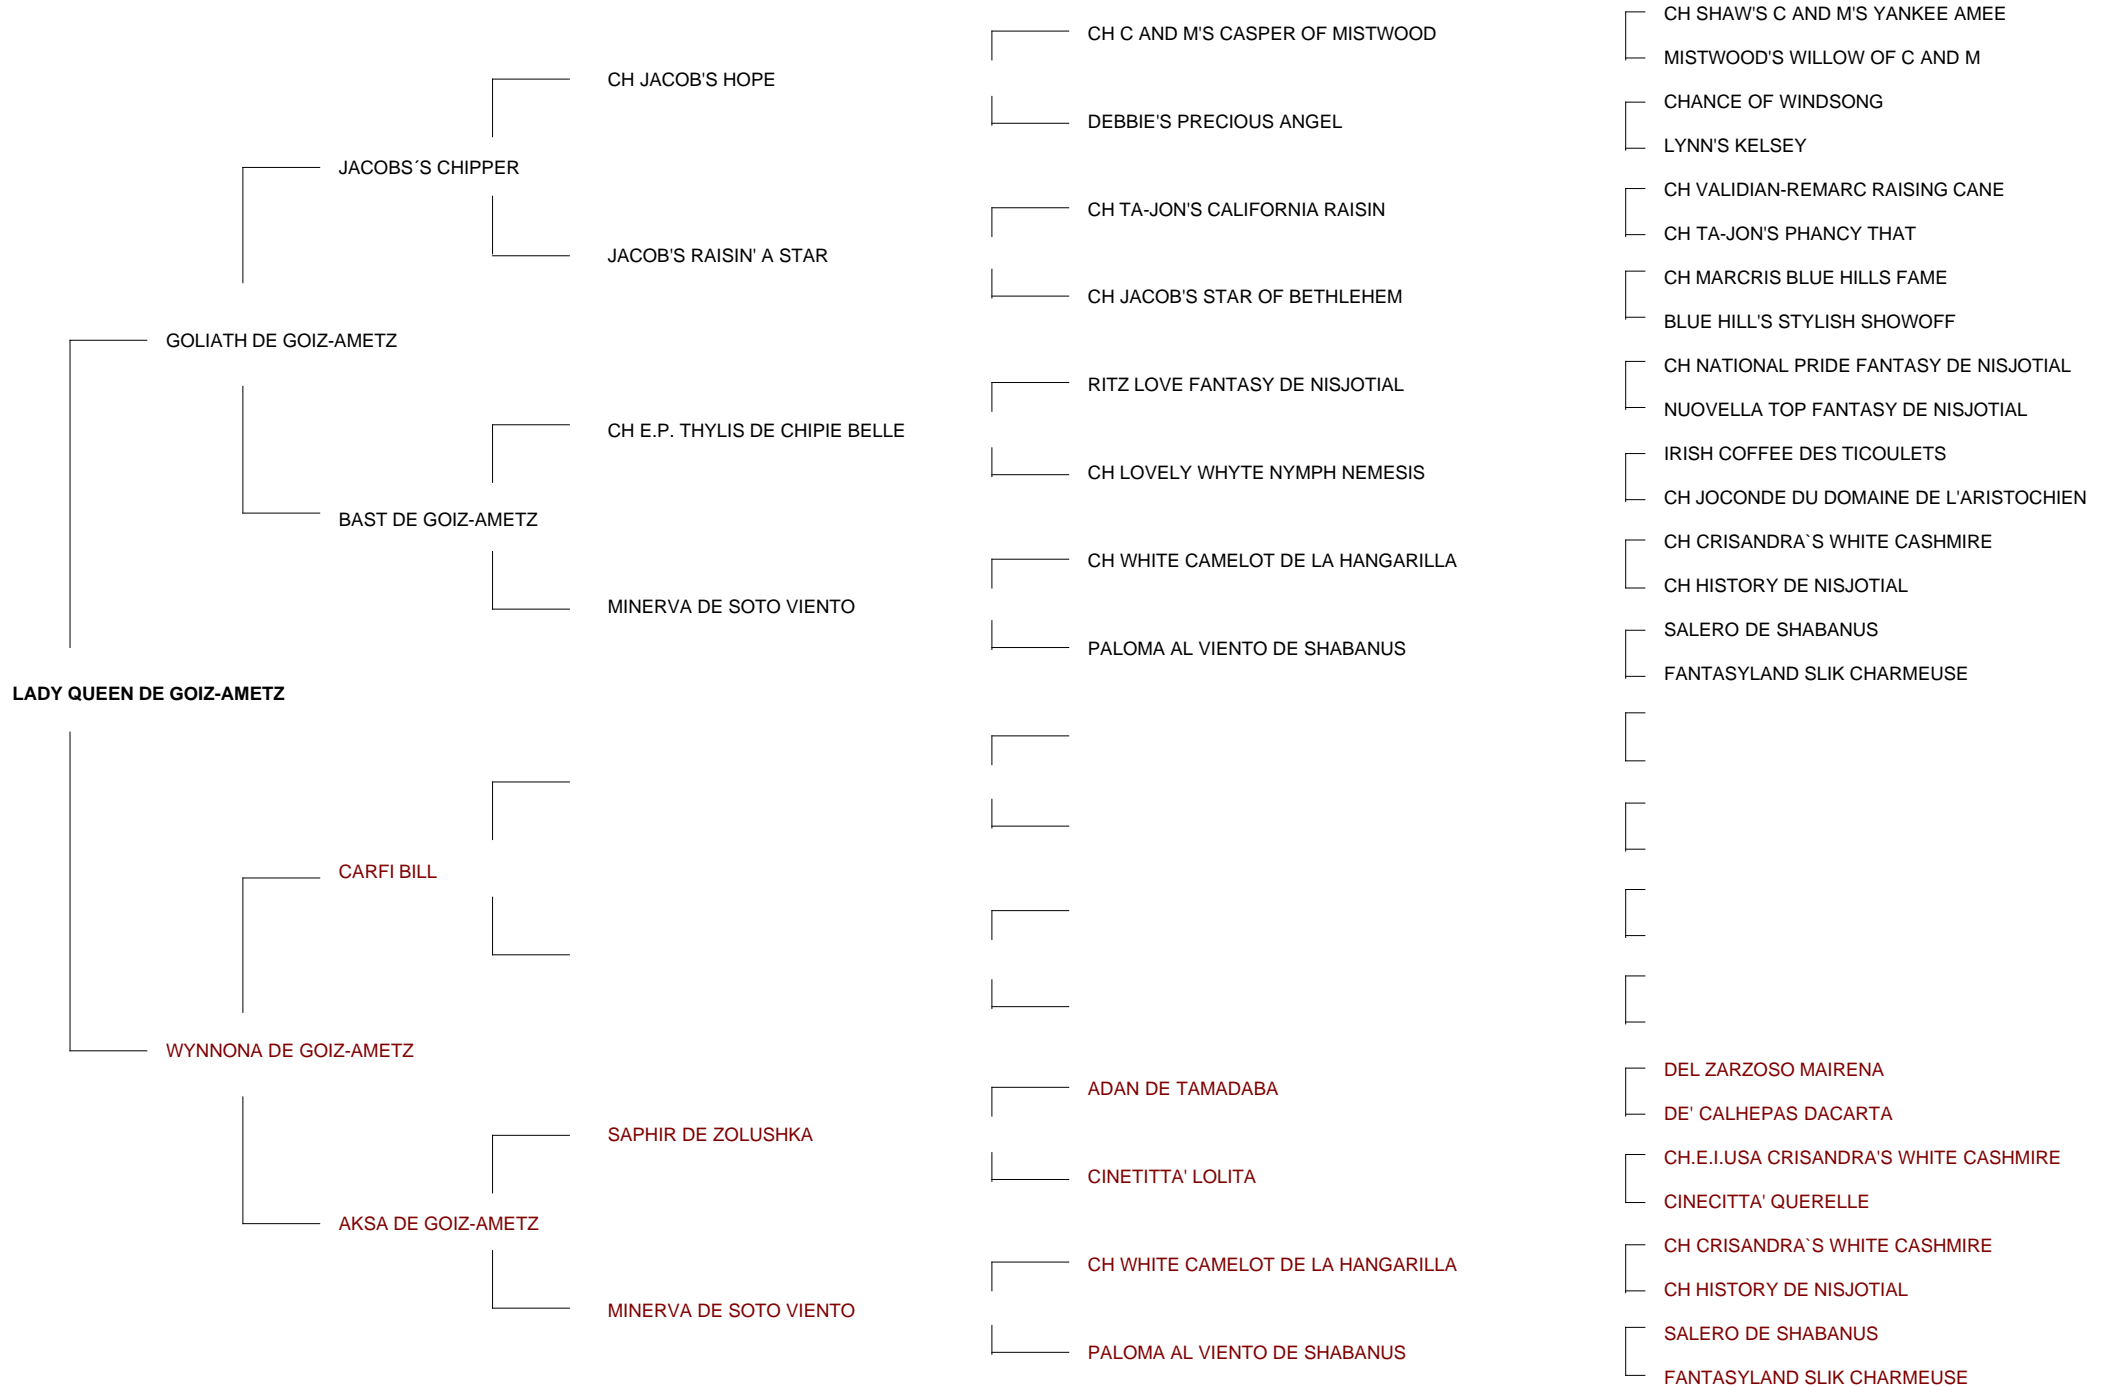 CH SHAW'S C AND M'S YANKEE AMEE
CH C AND M'S CASPER OF MISTWOOD
MISTWOOD'S WILLOW OF C AND M
CH JACOB'S HOPE
CHANCE OF WINDSONG
DEBBIE'S PRECIOUS ANGEL
LYNN'S KELSEY
JACOBS´S CHIPPER
CH VALIDIAN-REMARC RAISING CANE
CH TA-JON'S CALIFORNIA RAISIN
CH TA-JON'S PHANCY THAT
JACOB'S RAISIN' A STAR
CH MARCRIS BLUE HILLS FAME
CH JACOB'S STAR OF BETHLEHEM
BLUE HILL'S STYLISH SHOWOFF
GOLIATH DE GOIZ-AMETZ
CH NATIONAL PRIDE FANTASY DE NISJOTIAL
RITZ LOVE FANTASY DE NISJOTIAL
NUOVELLA TOP FANTASY DE NISJOTIAL
CH E.P. THYLIS DE CHIPIE BELLE
IRISH COFFEE DES TICOULETS
CH LOVELY WHYTE NYMPH NEMESIS
CH JOCONDE DU DOMAINE DE L'ARISTOCHIEN
BAST DE GOIZ-AMETZ
CH CRISANDRA`S WHITE CASHMIRE
CH WHITE CAMELOT DE LA HANGARILLA
CH HISTORY DE NISJOTIAL
MINERVA DE SOTO VIENTO
SALERO DE SHABANUS
PALOMA AL VIENTO DE SHABANUS
FANTASYLAND SLIK CHARMEUSE
LADY QUEEN DE GOIZ-AMETZ
CARFI BILL
WYNNONA DE GOIZ-AMETZ
DEL ZARZOSO MAIRENA
ADAN DE TAMADABA
DE' CALHEPAS DACARTA
SAPHIR DE ZOLUSHKA
CH.E.I.USA CRISANDRA'S WHITE CASHMIRE
CINETITTA' LOLITA
CINECITTA' QUERELLE
AKSA DE GOIZ-AMETZ
CH CRISANDRA`S WHITE CASHMIRE
CH WHITE CAMELOT DE LA HANGARILLA
CH HISTORY DE NISJOTIAL
MINERVA DE SOTO VIENTO
SALERO DE SHABANUS
PALOMA AL VIENTO DE SHABANUS
FANTASYLAND SLIK CHARMEUSE